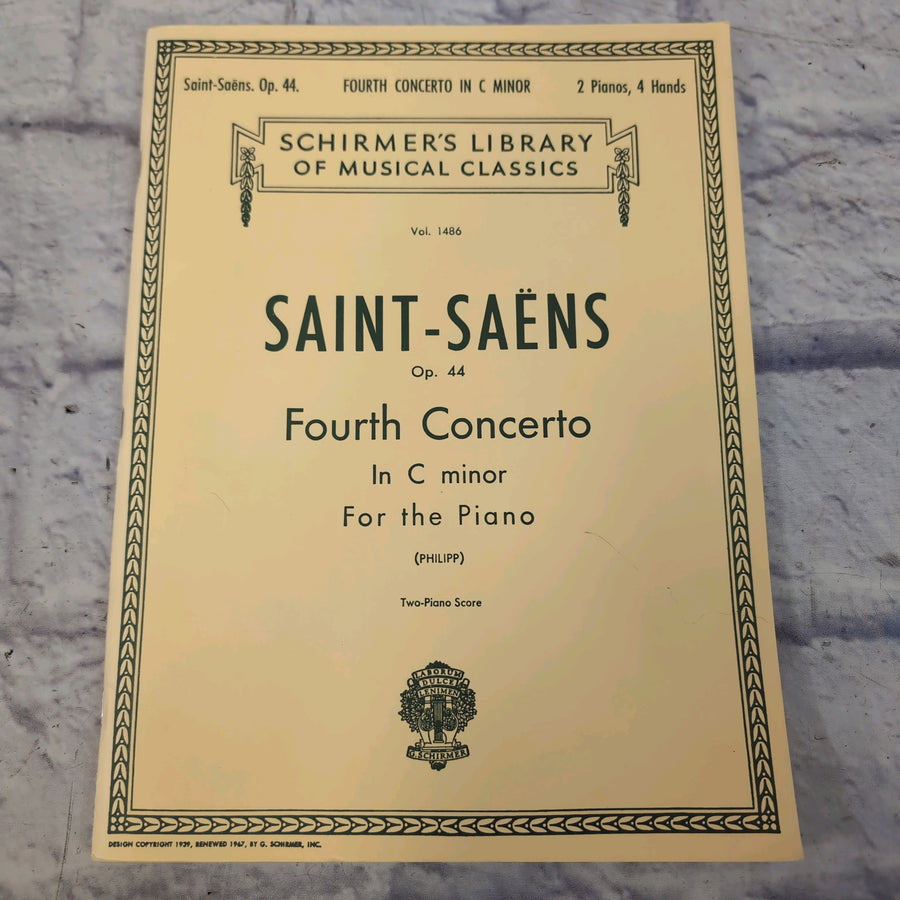 Saint-Saëns. Op. 44. FOURTH CONCERTO IN C MINOR 2 Pianos, 4 Hands
SCHIRMER'S LIBRARY
OF MUSICAL CLASSICS
Vol. 1486
SAINT-SAËNS
Op. 44
Fourth Concerto
In C minor
For the Piano
(PHILIPP)
Two-Piano Score
LABORUM
DULCE
LENIMEN
G. SCHIRMER
DESIGN COPYRIGHT 1939, RENEWED 1967, BY G. SCHIRMER, INC.